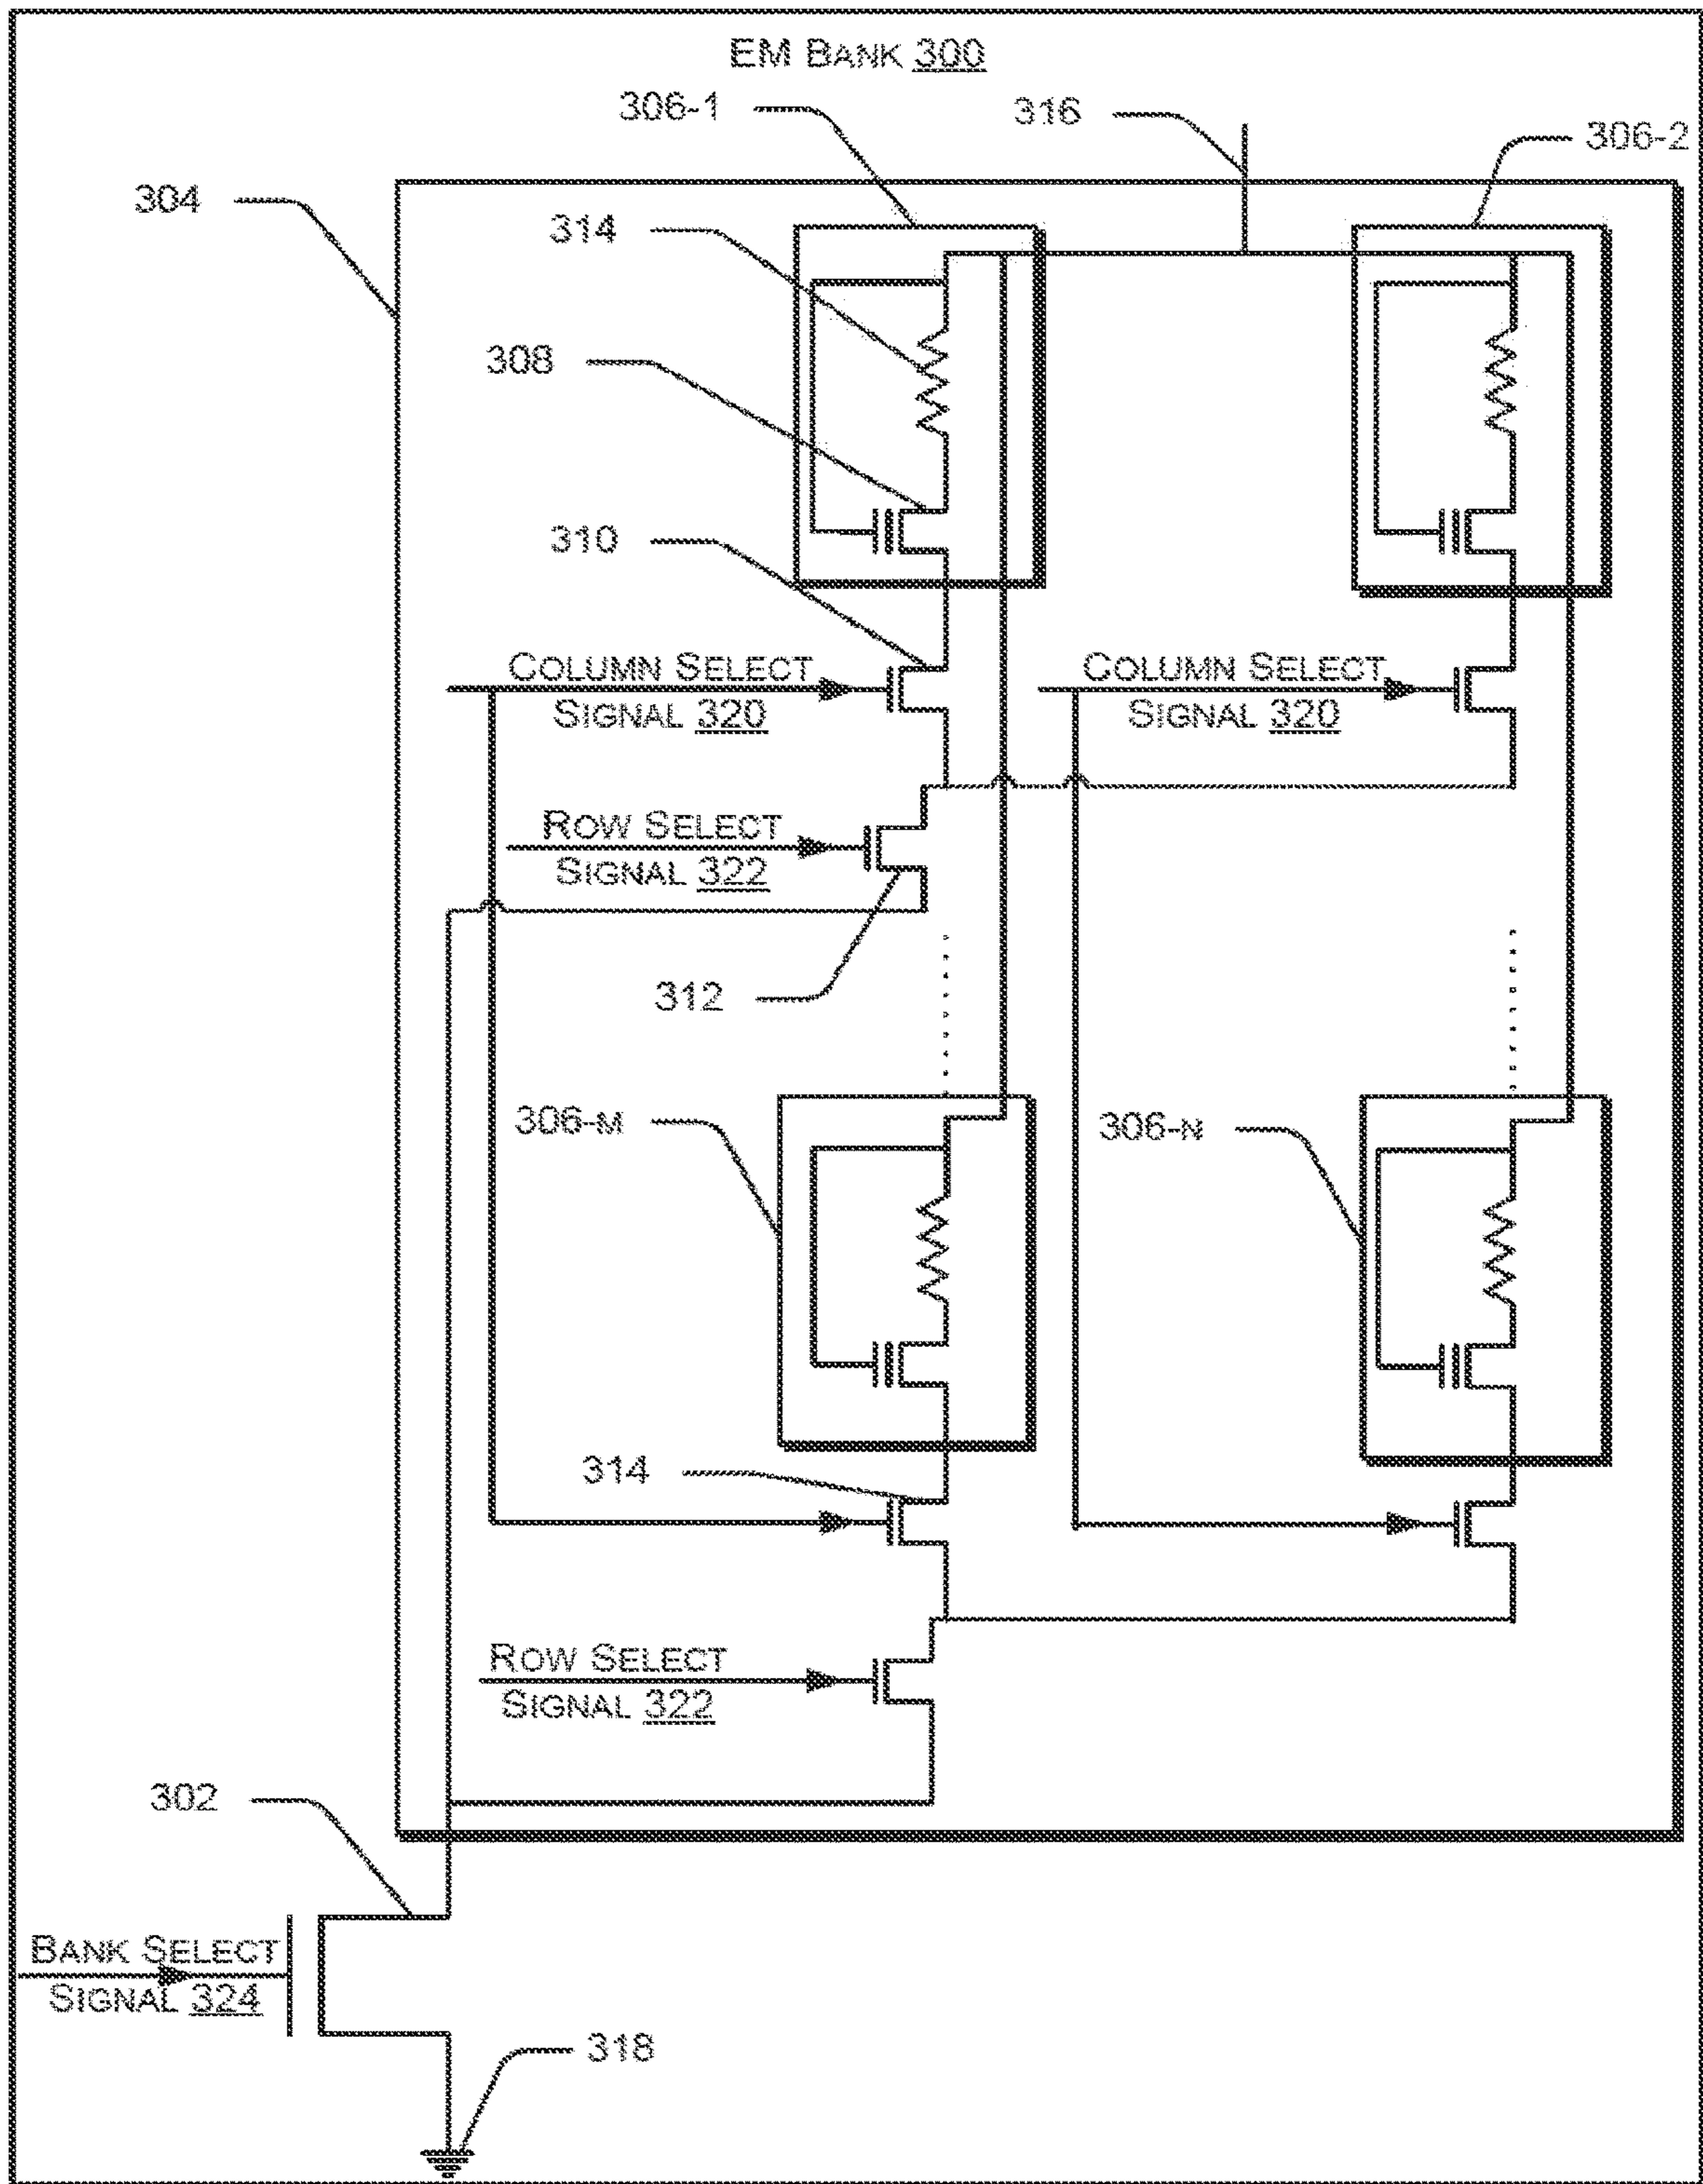 EM BANK 300
306-1
316
306-2
304
314
308
310
COLUMN SELECT
SIGNAL 320
COLUMN SELECT
SIGNAL 320
ROW SELECT
SIGNAL 322
312
306-M
306-N
314
ROW SELECT
SIGNAL 322
302
BANK SELECT
SIGNAL 324
318